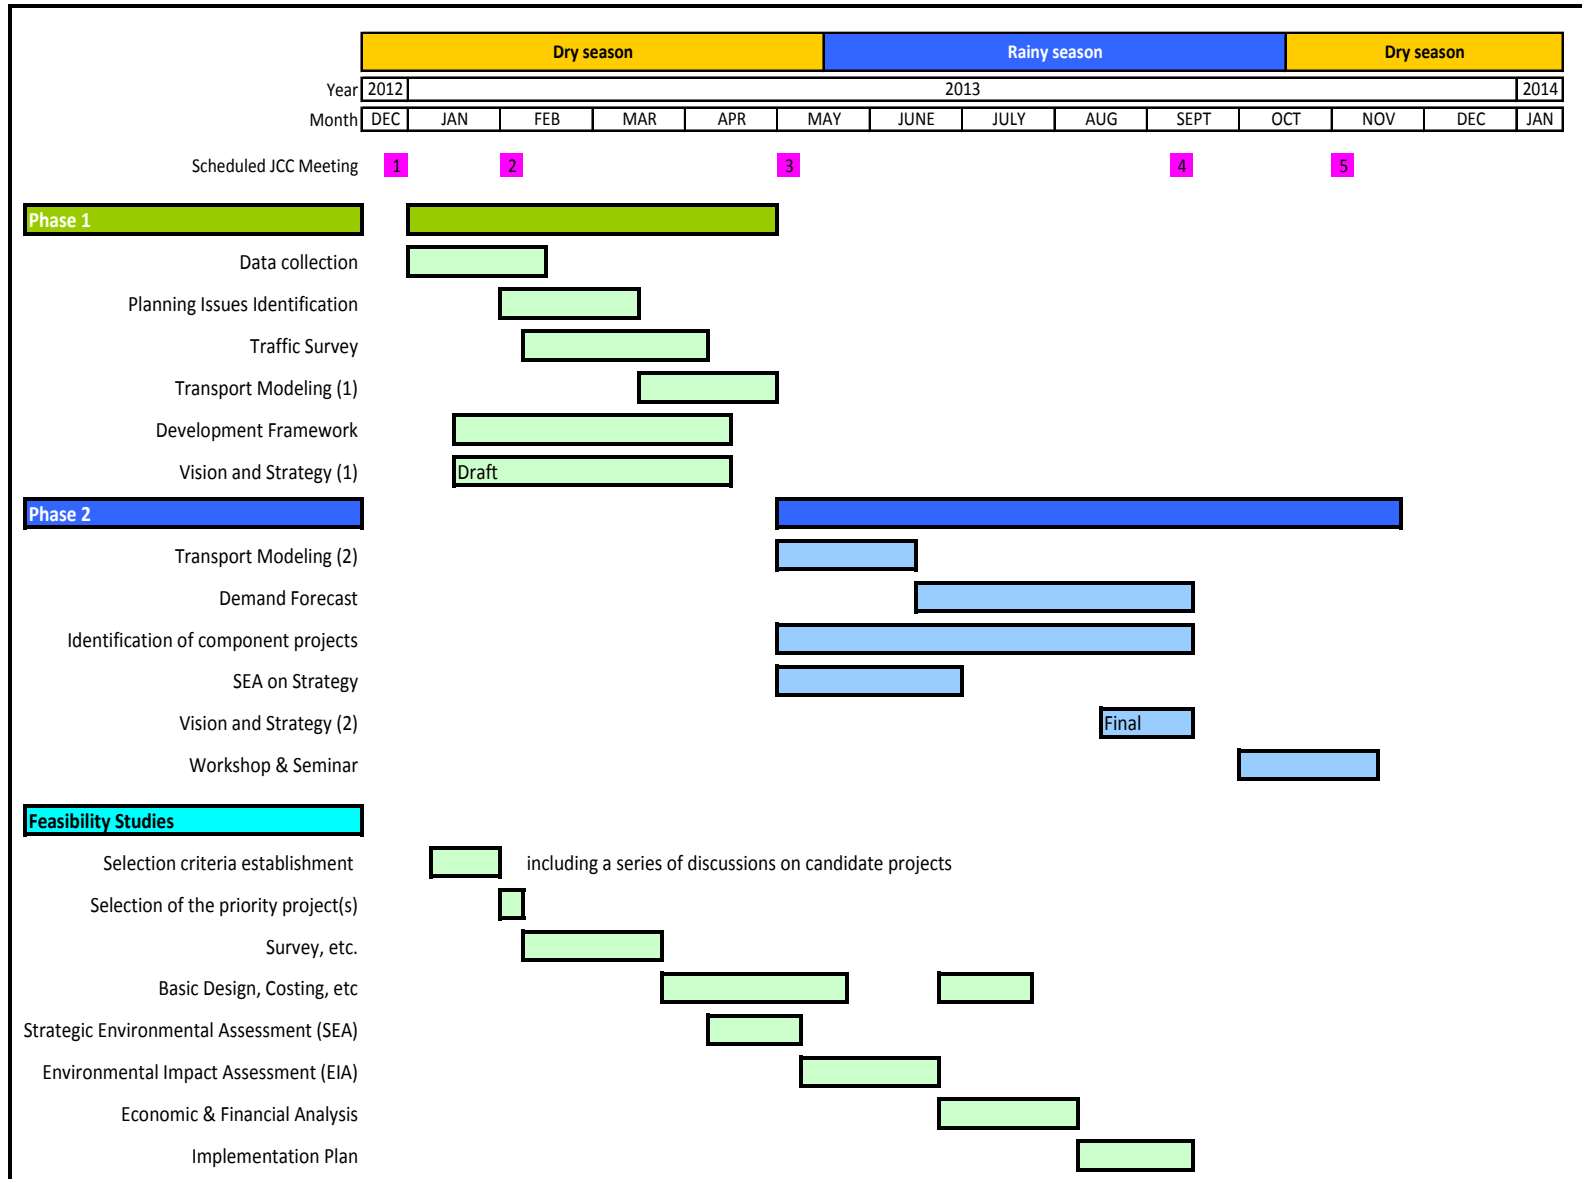 Dry season Rainy season Dry season
Year 2012 2013 2014
Month DEC JAN FEB MAR APR MAY JUNE JULY AUG SEPT OCT NOV DEC JAN
Scheduled JCC Meeting 1 2 3 4 5
Phase 1
Data collection
Planning Issues Identification
Traffic Survey
Transport Modeling (1)
Development Framework
Vision and Strategy (1) Draft
Phase 2
Transport Modeling (2)
Demand Forecast
Identification of component projects
SEA on Strategy
Vision and Strategy (2) Final
Workshop & Seminar
Feasibility Studies
Selection criteria establishment including a series of discussions on candidate projects
Selection of the priority project(s)
Survey, etc.
Basic Design, Costing, etc
Strategic Environmental Assessment (SEA)
Environmental Impact Assessment (EIA)
Economic & Financial Analysis
Implementation Plan